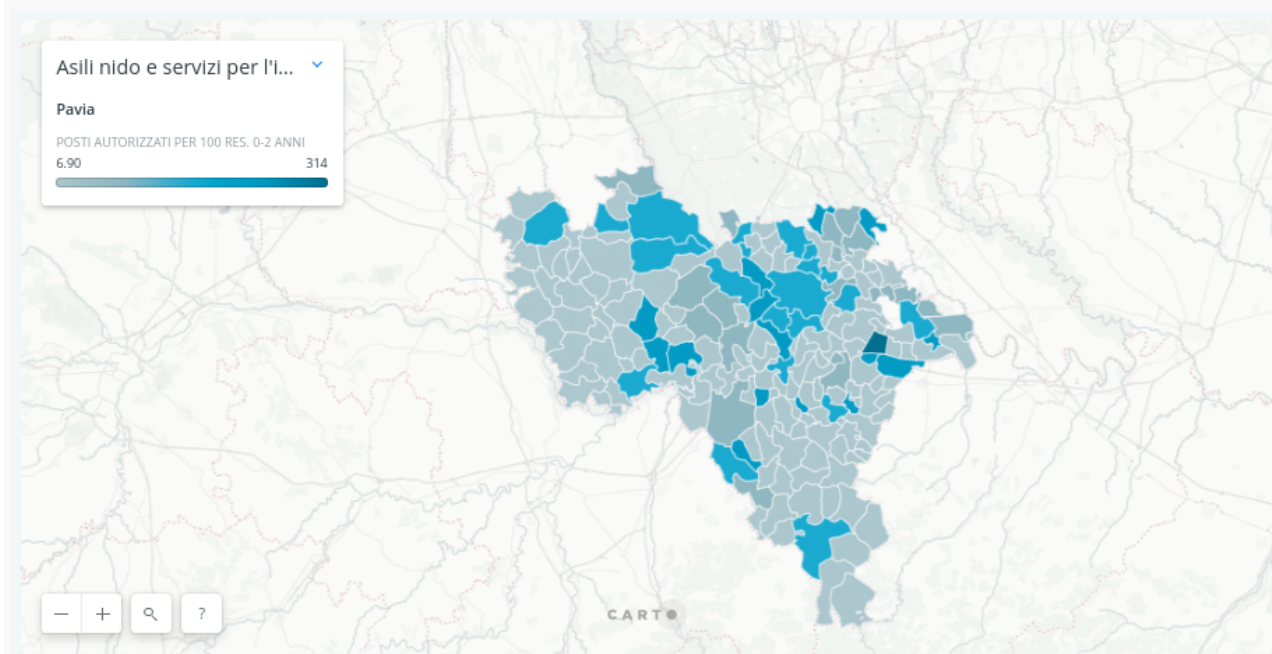 Asili nido e servizi per l'i...
Pavia
POSTI AUTORIZZATI PER 100 RES. 0-2 ANNI
6.90 314
− + ?
CARTO